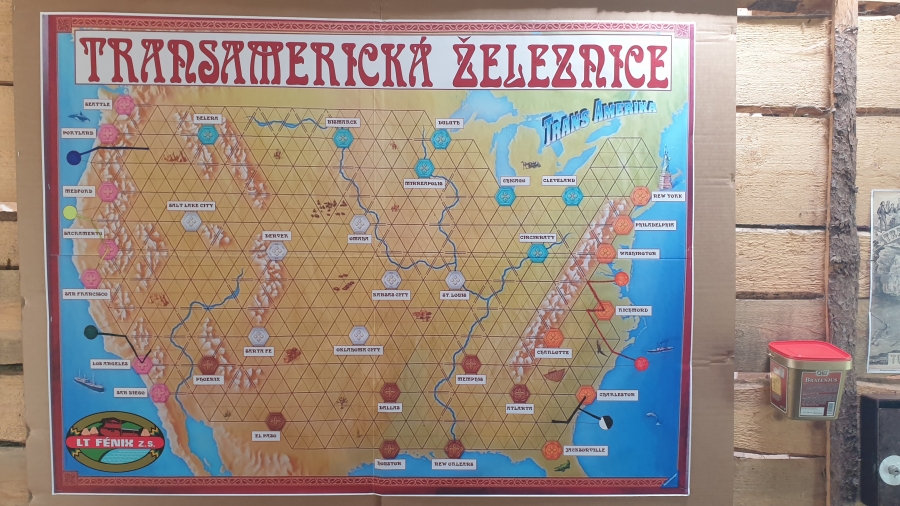 TRANSAMERICKÁ ŽELEZNICE
TRANS AMERIKA
SEATTLE
HELENA
BISMARCK
DULUTH
PORTLAND
MINNEAPOLIS
CHICAGO
CLEVELAND
MEDFORD
NEW YORK
SALT LAKE CITY
PHILADELPHIA
SACRAMENTO
DENVER
OMAHA
CINCINNATY
WASHINGTON
SAN FRANCISCO
KANSAS CITY
ST. LOUIS
RICHMOND
SANTA FE
OKLAHOMA CITY
CHARLOTTE
LOS ANGELES
PHOENIX
MEMPHIS
SAN DIEGO
DALLAS
ATLANTA
CHARLESTON
EL PASO
LT FÉNIX Z.S.
HOUSTON
NEW ORLEANS
JACKSONVILLE